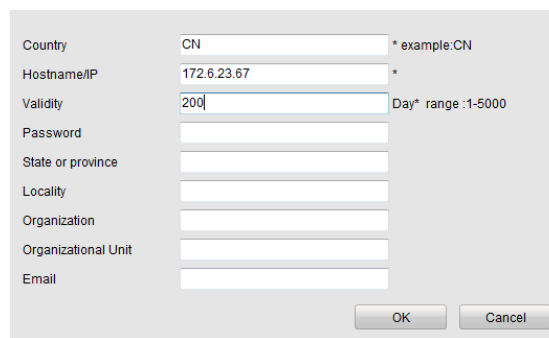 Country CN * example:CN
Hostname/IP 172.6.23.67 *
Validity 200 Day* range :1-5000
Password
State or province
Locality
Organization
Organizational Unit
Email
OK Cancel